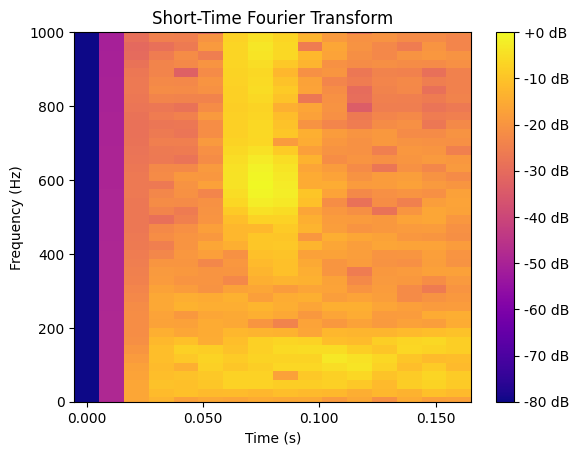 Short-Time Fourier Transform
1000
800
600
400
200
0
Frequency (Hz)
0.000
0.050
0.100
0.150
Time (s)
+0 dB
-10 dB
-20 dB
-30 dB
-40 dB
-50 dB
-60 dB
-70 dB
-80 dB